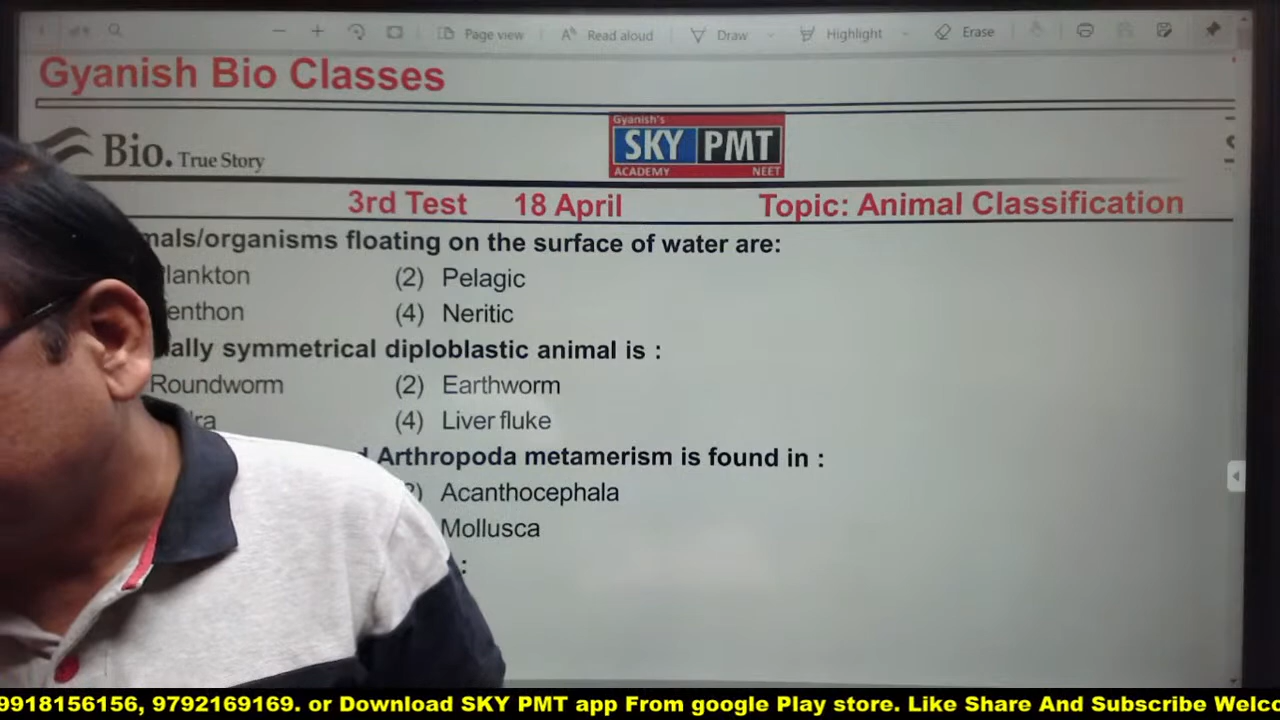 Page view
Read aloud
Draw
Highlight
Erase
Gyanish Bio Classes
Bio. True Story
Gyanish's
SKY PMT
ACADEMY NEET
3rd Test 18 April Topic: Animal Classification
mals/organisms floating on the surface of water are:
lankton (2) Pelagic
enthon (4) Neritic
ally symmetrical diploblastic animal is :
Roundworm (2) Earthworm
ra (4) Liver fluke
Arthropoda metamerism is found in :
Acanthocephala
Mollusca
:
9918156156, 9792169169. or Download SKY PMT app From google Play store. Like Share And Subscribe Welc